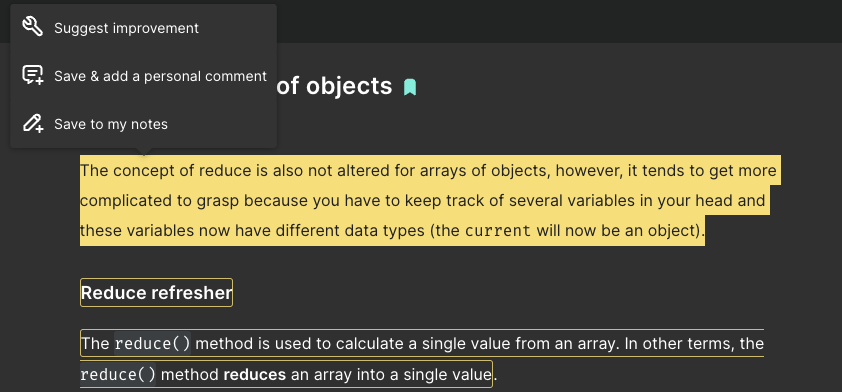 Suggest improvement
Save & add a personal comment
Save to my notes
of objects
The concept of reduce is also not altered for arrays of objects, however, it tends to get more
complicated to grasp because you have to keep track of several variables in your head and
these variables now have different data types (the current will now be an object).
Reduce refresher
The reduce() method is used to calculate a single value from an array. In other terms, the
reduce() method reduces an array into a single value.